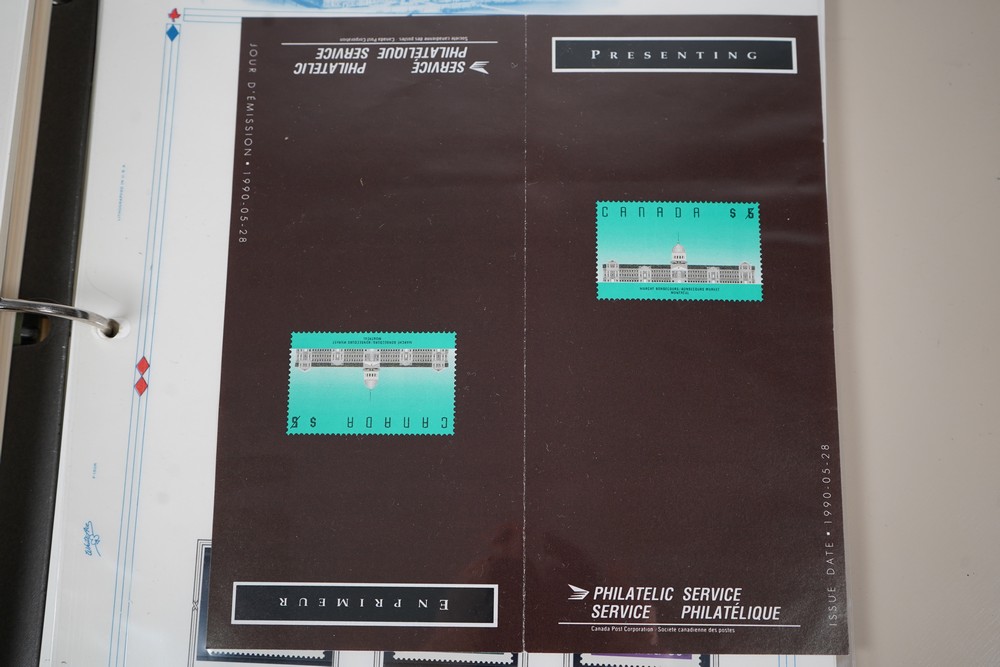 PRESENTING
CANADA $5
MARCHÉ BONSECOURS-BONSECOURS MARKET
MONTRÉAL
ISSUE DATE • 1990-05-28
PHILATELIC SERVICE
SERVICE PHILATÉLIQUE
Canada Post Corporation / Société canadienne des postes
EN PRIMEUR
CANADA $5
MARCHÉ BONSECOURS-BONSECOURS MARKET
MONTRÉAL
JOUR D'ÉMISSION • 1990-05-28
SERVICE PHILATELIC
PHILATÉLIQUE SERVICE
Société canadienne des postes / Canada Post Corporation